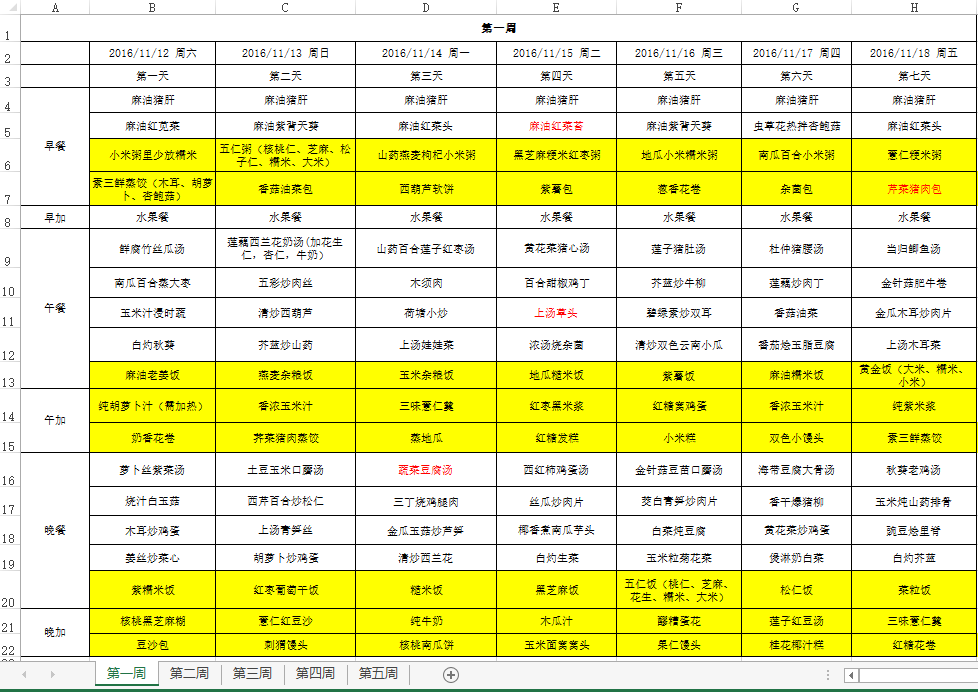 A B C D E F G H
1 第一周
2 2016/11/12 周六 2016/11/13 周日 2016/11/14 周一 2016/11/15 周二 2016/11/16 周三 2016/11/17 周四 2016/11/18 周五
3 第一天 第二天 第三天 第四天 第五天 第六天 第七天
4 麻油猪肝 麻油猪肝 麻油猪肝 麻油猪肝 麻油猪肝 麻油猪肝 麻油猪肝
5 麻油红苋菜 麻油紫背天葵 麻油红菜头 麻油红菜苔 麻油紫背天葵 虫草花热拌杏鲍菇 麻油红菜头
早餐
6 小米粥里少放糯米 五仁粥（核桃仁、芝麻、松子仁、糯米、大米） 山药燕麦枸杞小米粥 黑芝麻粳米红枣粥 地瓜小米糯米粥 南瓜百合小米粥 薏仁粳米粥
7 素三鲜蒸饺（木耳、胡萝卜、杏鲍菇） 香菇油菜包 西葫芦软饼 紫薯包 葱香花卷 杂菌包 芹菜猪肉包
8 早加 水果餐 水果餐 水果餐 水果餐 水果餐 水果餐 水果餐
9 鲜腐竹丝瓜汤 莲藕西兰花奶汤(加花生仁，杏仁，牛奶） 山药百合莲子红枣汤 黄花菜猪心汤 莲子猪肚汤 杜仲猪腰汤 当归鲫鱼汤
10 南瓜百合蒸大枣 五彩炒肉丝 木须肉 百合甜椒鸡丁 芥蓝炒牛柳 莲藕炒肉丁 金针菇肥牛卷
午餐
11 玉米汁浸时蔬 清炒西葫芦 荷塘小炒 上汤草头 碧绿素炒双耳 香菇油菜 金瓜木耳炒肉片
12 白灼秋葵 芥蓝炒山药 上汤娃娃菜 浓汤烧杂菌 清炒双色云南小瓜 番茄烩玉脂豆腐 上汤木耳菜
13 麻油老姜饭 燕麦杂粮饭 玉米杂粮饭 地瓜糙米饭 紫薯饭 麻油糯米饭 黄金饭（大米、糯米、小米）
14 纯胡萝卜汁（需加热） 香浓玉米汁 三味薏仁羹 红枣黑米浆 红糖窝鸡蛋 香浓玉米汁 纯紫米浆
午加
15 奶香花卷 荠菜猪肉蒸饺 蒸地瓜 红糖发糕 小米糕 双色小馒头 素三鲜蒸饺
16 萝卜丝紫菜汤 土豆玉米口蘑汤 蔬菜豆腐汤 西红柿鸡蛋汤 金针菇豆苗口蘑汤 海带豆腐大骨汤 秋葵老鸡汤
17 烧汁白玉菇 西芹百合炒松仁 三丁烧鸡腿肉 丝瓜炒肉片 茭白青笋炒肉片 香干爆猪柳 玉米炖山药排骨
18 晚餐 木耳炒鸡蛋 上汤青笋丝 金瓜玉菇炒芦笋 椰香煮南瓜芋头 白菜炖豆腐 黄花菜炒鸡蛋 豌豆烩里脊
19 姜丝炒菜心 胡萝卜炒鸡蛋 清炒西兰花 白灼生菜 玉米粒菊花菜 煲淋奶白菜 白灼芥蓝
20 紫糯米饭 红枣葡萄干饭 糙米饭 黑芝麻饭 五仁饭（桃仁、芝麻、花生、糯米、大米） 松仁饭 菜粒饭
21 核桃黑芝麻糊 薏仁红豆沙 纯牛奶 木瓜汁 醪糟蛋花 莲子红豆汤 三味薏仁羹
晚加
22 豆沙包 刺猬馒头 核桃南瓜饼 玉米面窝窝头 果仁馒头 桂花椰汁糕 红糖花卷
第一周 第二周 第三周 第四周 第五周